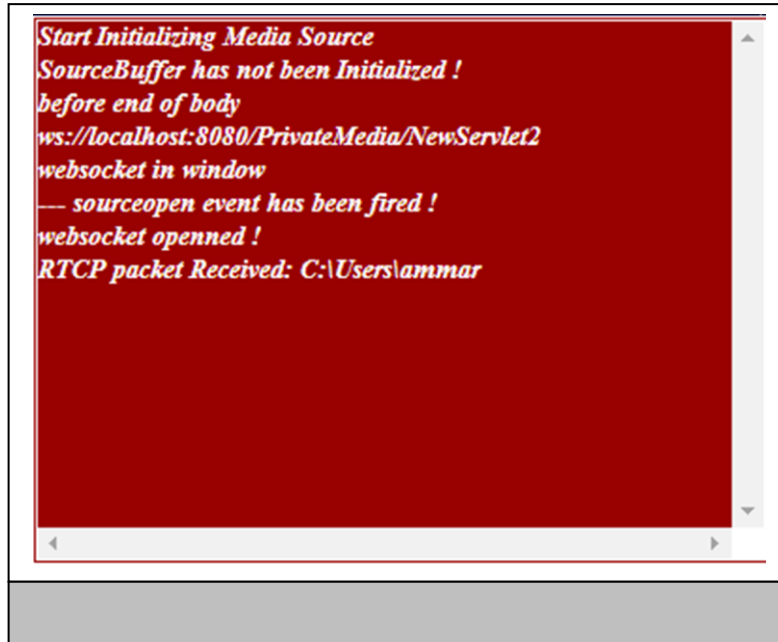 Start Initializing Media Source
SourceBuffer has not been Initialized !
before end of body
ws://localhost:8080/PrivateMedia/NewServlet2
websocket in window
--- sourceopen event has been fired !
websocket openned !
RTCP packet Received: C:\Users\ammar